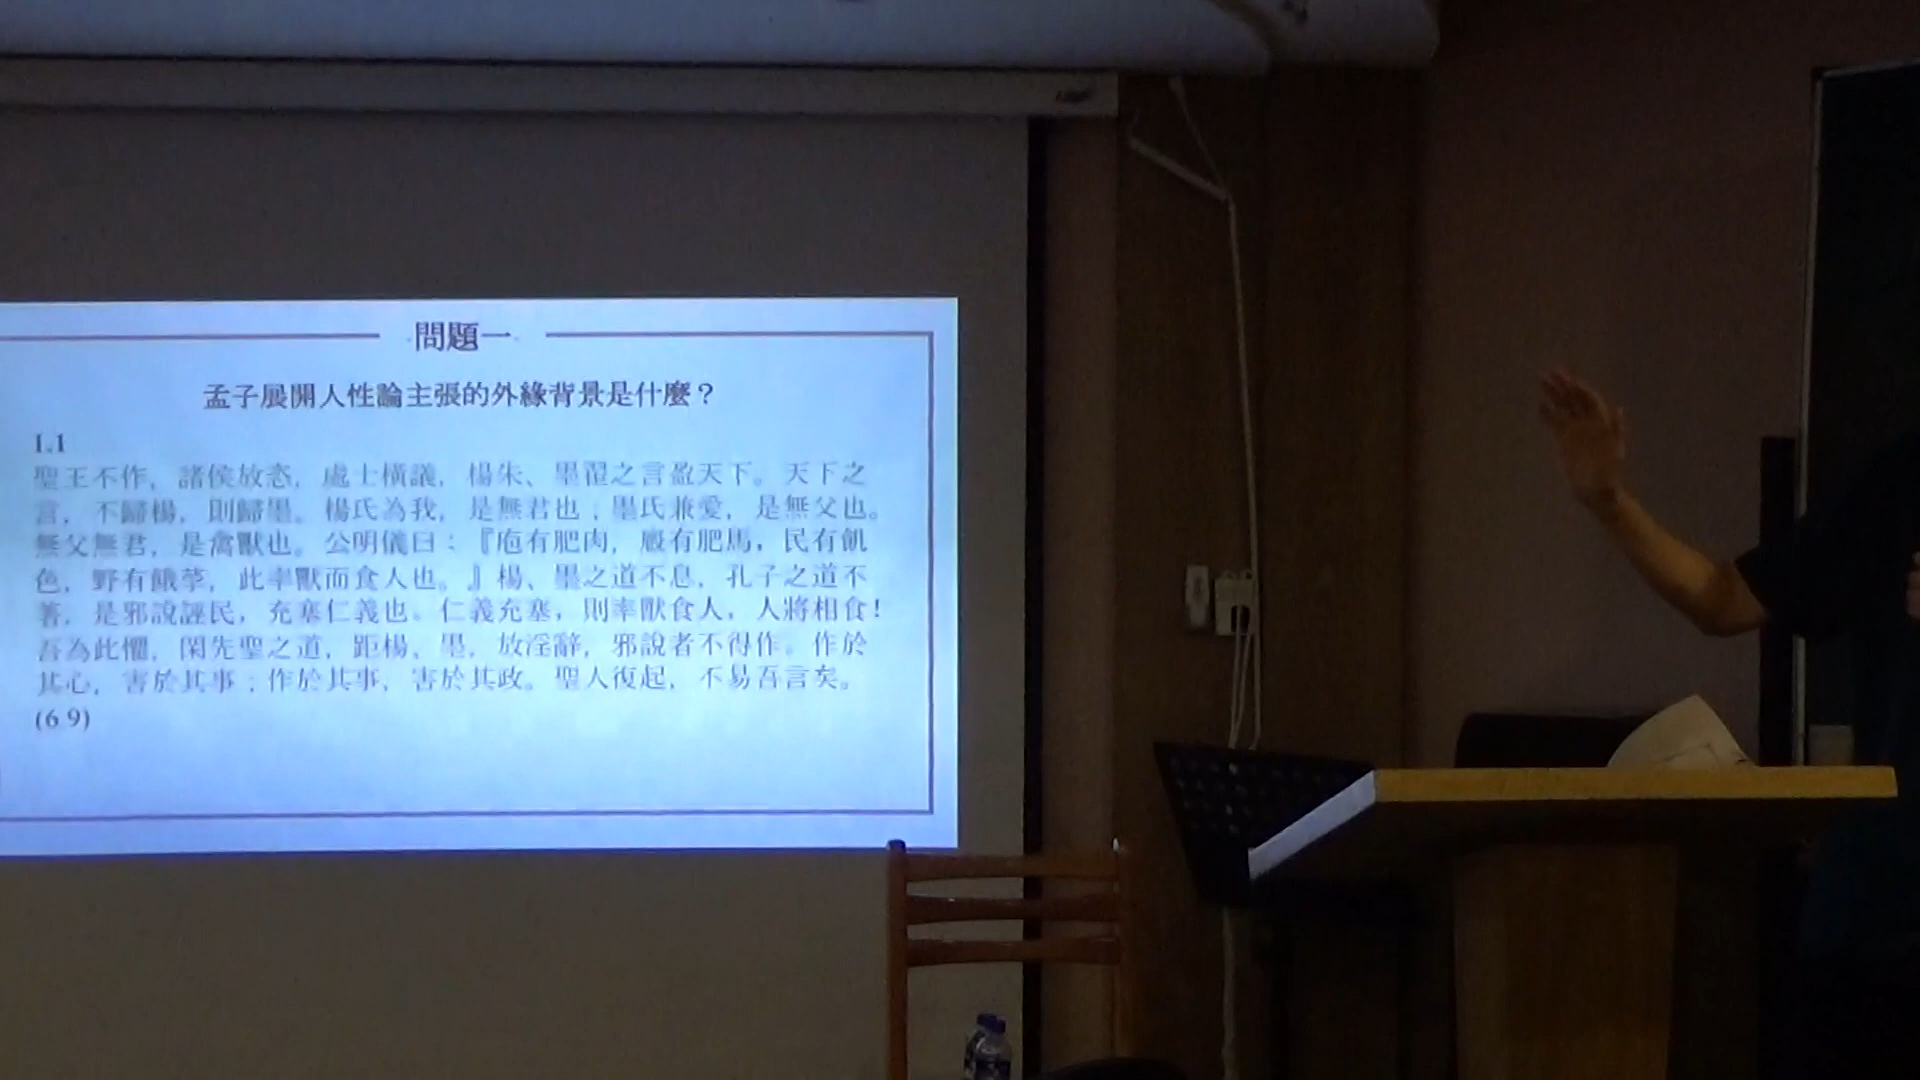 問題一
孟子展開人性論主張的外緣背景是什麼？
I.1
聖王不作，諸侯放恣，處士橫議，楊朱、墨翟之言盈天下。天下之
言，不歸楊，則歸墨。楊氏為我，是無君也；墨氏兼愛，是無父也。
無父無君，是禽獸也。公明儀曰：『庖有肥肉，廄有肥馬，民有飢
色，野有餓莩，此率獸而食人也。』楊、墨之道不息，孔子之道不
著，是邪說誣民，充塞仁義也。仁義充塞，則率獸食人，人將相食！
吾為此懼，閑先聖之道，距楊、墨，放淫辭，邪說者不得作。作於
其心，害於其事；作於其事，害於其政。聖人復起，不易吾言矣。
(6 9)